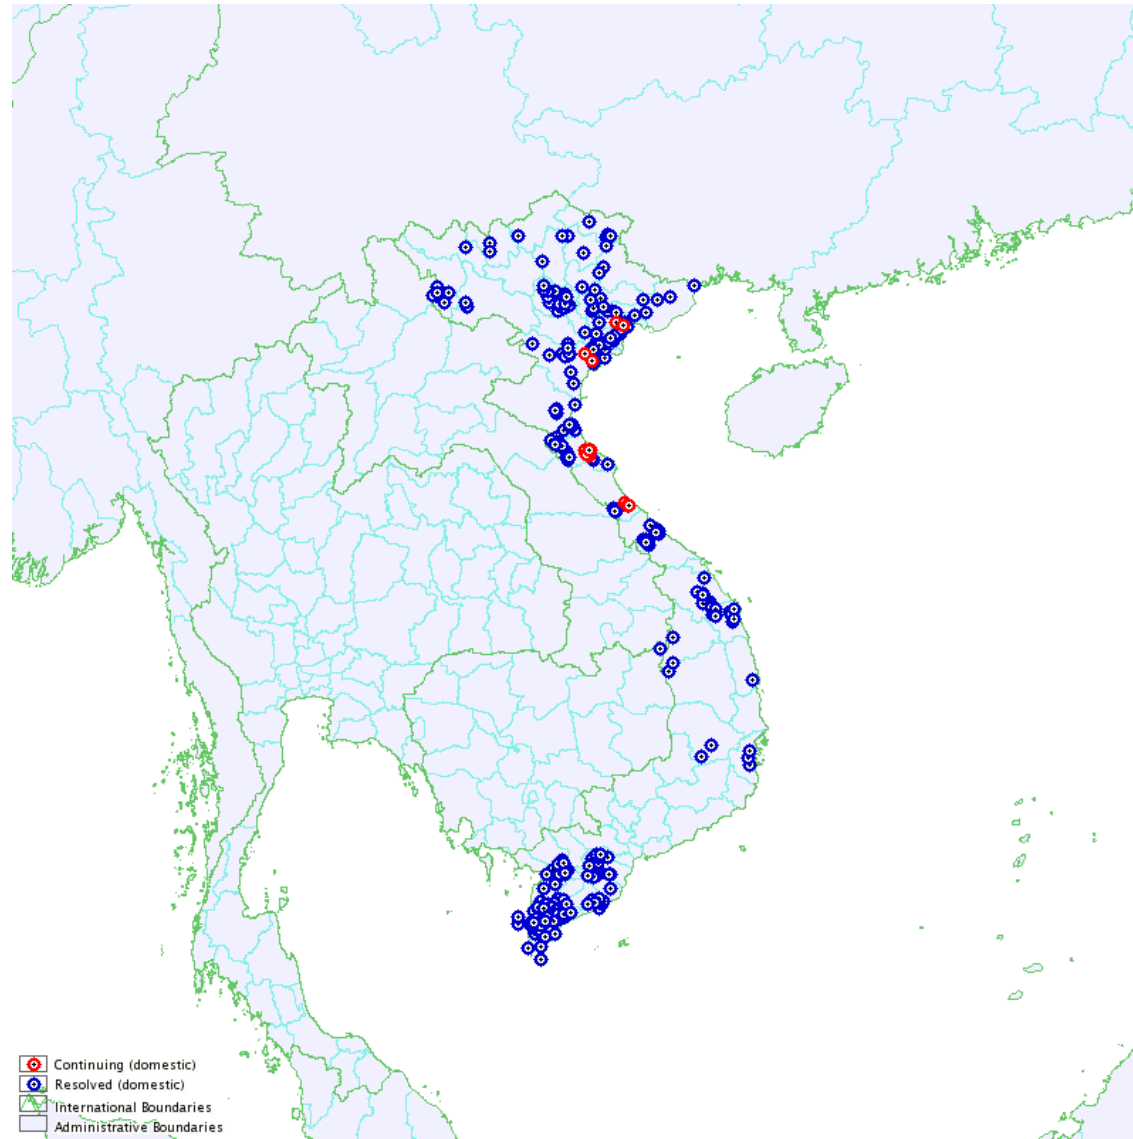 Continuing (domestic)
Resolved (domestic)
International Boundaries
Administrative Boundaries